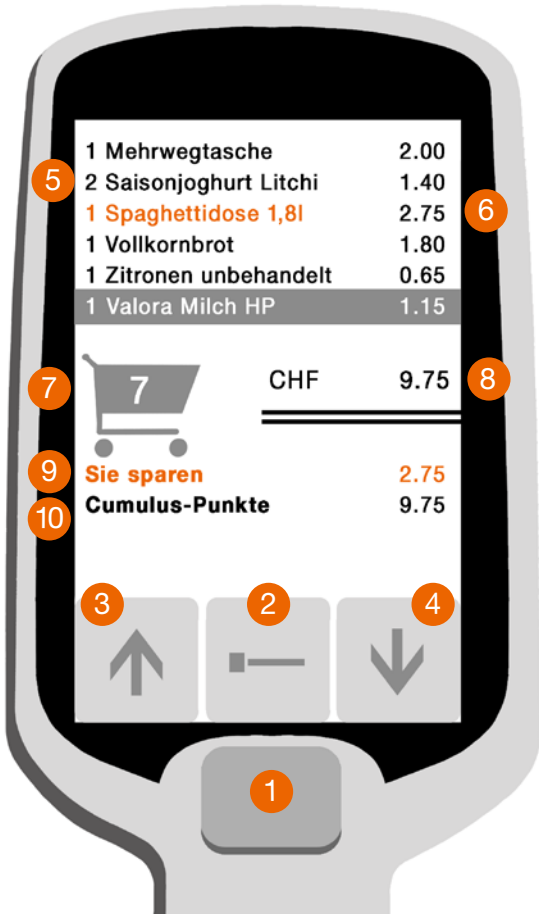 1 Mehrwegtasche 2.00
5 2 Saisonjoghurt Litchi 1.40
1 Spaghettidose 1,8l 2.75 6
1 Vollkornbrot 1.80
1 Zitronen unbehandelt 0.65
1 Valora Milch HP 1.15
7 7 CHF 9.75 8
9 Sie sparen 2.75
10 Cumulus-Punkte 9.75
3 2 4
1